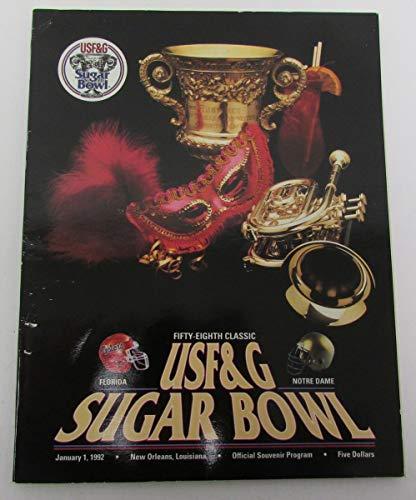 USF&G
Sugar
Bowl
FIFTY-EIGHTH CLASSIC
USF&G
FLORIDA
NOTRE DAME
SUGAR BOWL
January 1, 1992 • New Orleans, Louisiana • Official Souvenir Program • Five Dollars